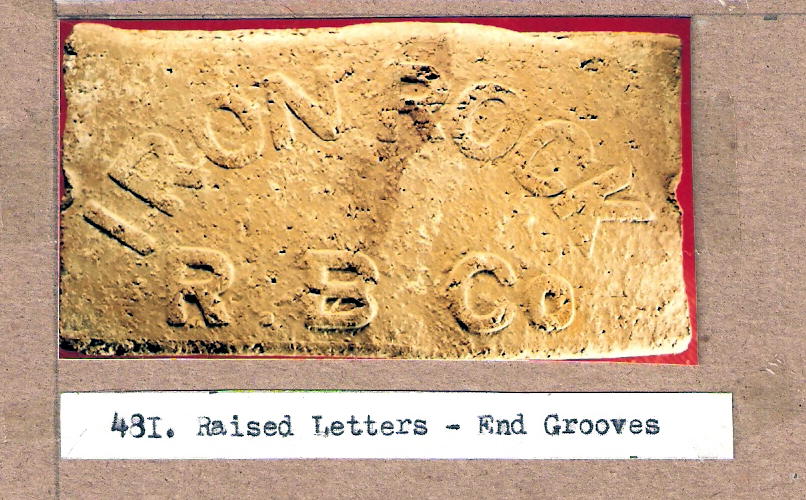 IRON ROCK
R. B Co
481. Raised Letters - End Grooves